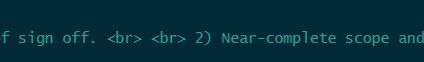 f sign off. <br> <br> 2) Near-complete scope and